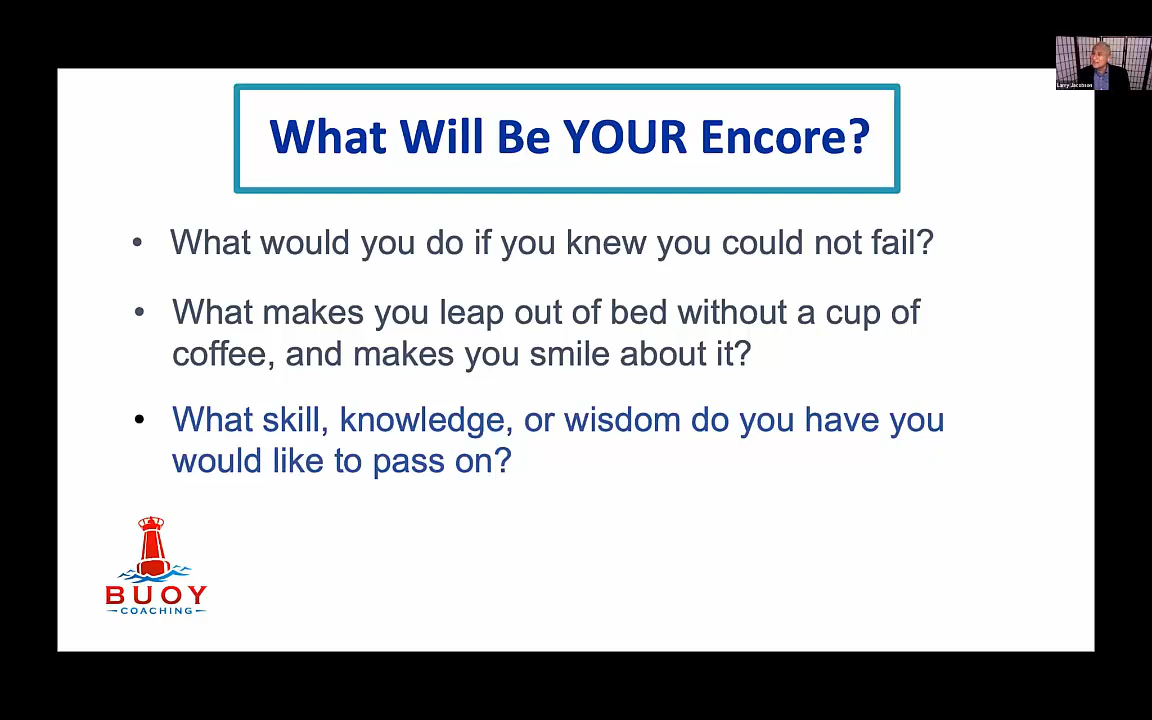 Larry Jacobson
What Will Be YOUR Encore?
• What would you do if you knew you could not fail?
• What makes you leap out of bed without a cup of
coffee, and makes you smile about it?
• What skill, knowledge, or wisdom do you have you
would like to pass on?
BUOY
COACHING